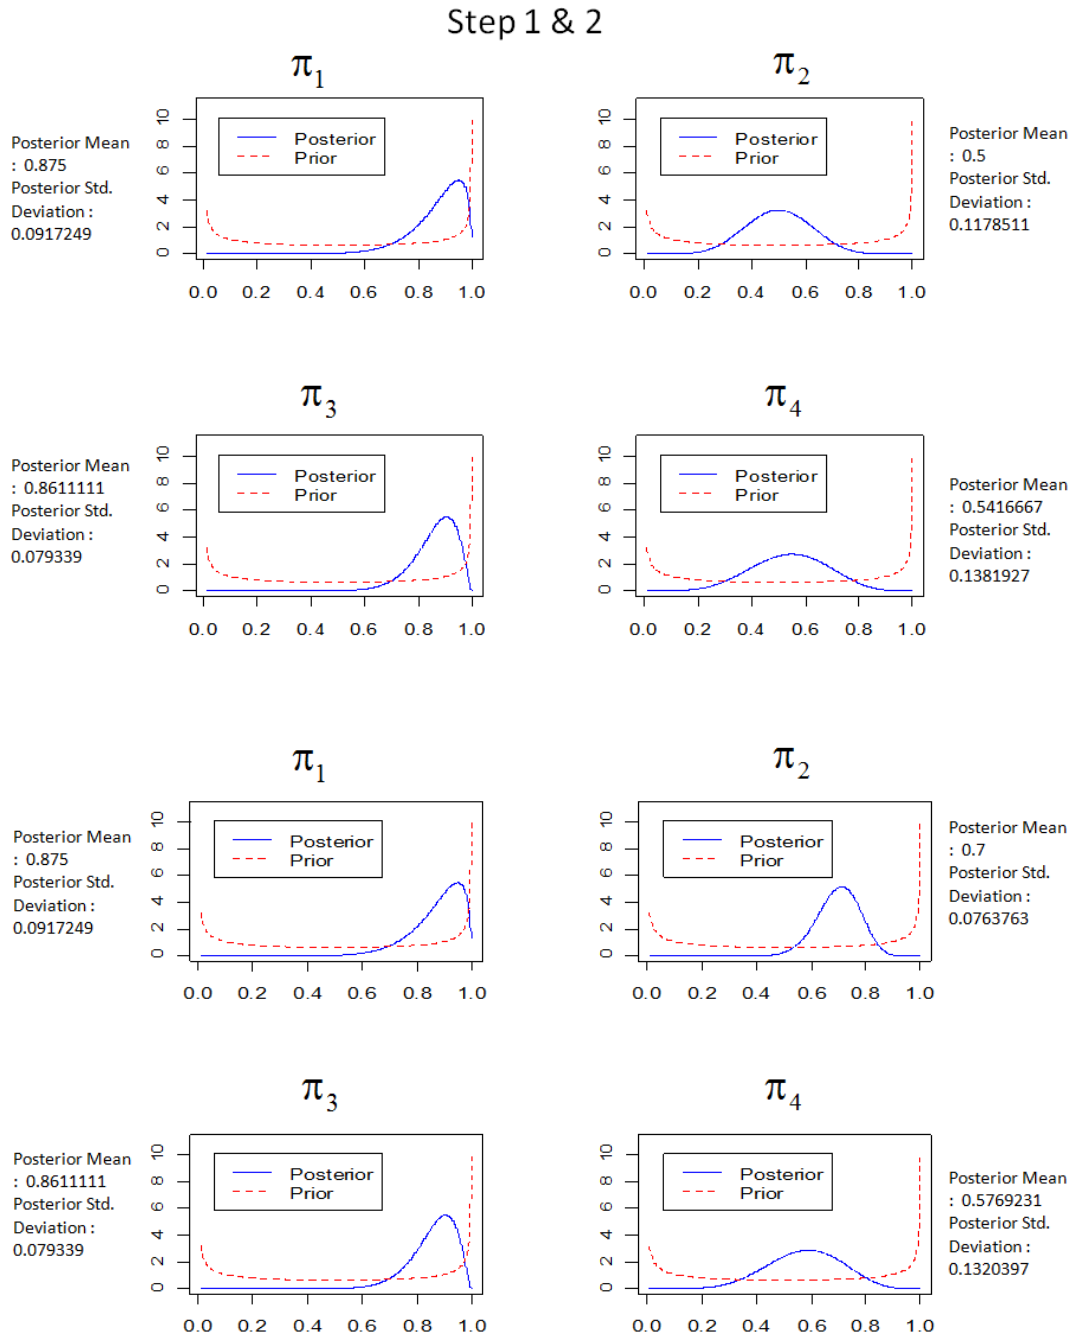 Step 1 & 2
π1
π2
Posterior Mean
: 0.875
Posterior Std.
Deviation :
0.0917249
10
8
6
4
2
0
Posterior
Prior
0.0 0.2 0.4 0.6 0.8 1.0
10
8
6
4
2
0
Posterior
Prior
0.0 0.2 0.4 0.6 0.8 1.0
Posterior Mean
: 0.5
Posterior Std.
Deviation :
0.1178511
π3
π4
Posterior Mean
: 0.8611111
Posterior Std.
Deviation :
0.079339
10
8
6
4
2
0
Posterior
Prior
0.0 0.2 0.4 0.6 0.8 1.0
10
8
6
4
2
0
Posterior
Prior
0.0 0.2 0.4 0.6 0.8 1.0
Posterior Mean
: 0.5416667
Posterior Std.
Deviation :
0.1381927
π1
π2
Posterior Mean
: 0.875
Posterior Std.
Deviation :
0.0917249
10
8
6
4
2
0
Posterior
Prior
0.0 0.2 0.4 0.6 0.8 1.0
10
8
6
4
2
0
Posterior
Prior
0.0 0.2 0.4 0.6 0.8 1.0
Posterior Mean
: 0.7
Posterior Std.
Deviation :
0.0763763
π3
π4
Posterior Mean
: 0.8611111
Posterior Std.
Deviation :
0.079339
10
8
6
4
2
0
Posterior
Prior
0.0 0.2 0.4 0.6 0.8 1.0
10
8
6
4
2
0
Posterior
Prior
0.0 0.2 0.4 0.6 0.8 1.0
Posterior Mean
: 0.5769231
Posterior Std.
Deviation :
0.1320397